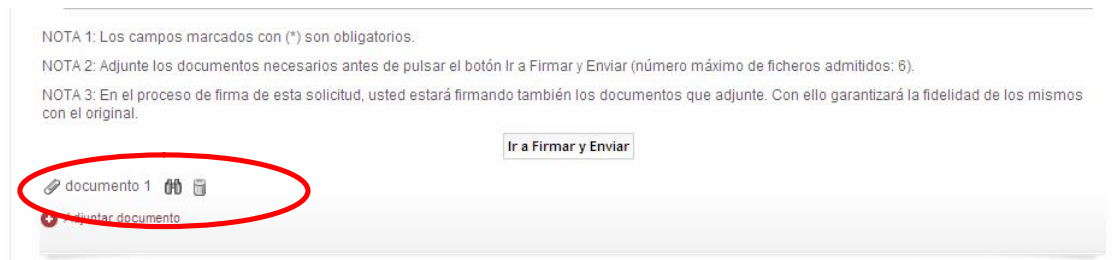 NOTA 1: Los campos marcados con (*) son obligatorios.
NOTA 2: Adjunte los documentos necesarios antes de pulsar el botón Ir a Firmar y Enviar (número máximo de ficheros admitidos: 6).
NOTA 3: En el proceso de firma de esta solicitud, usted estará firmando también los documentos que adjunte. Con ello garantizará la fidelidad de los mismos
con el original.
Ir a Firmar y Enviar
documento 1
Adjuntar documento